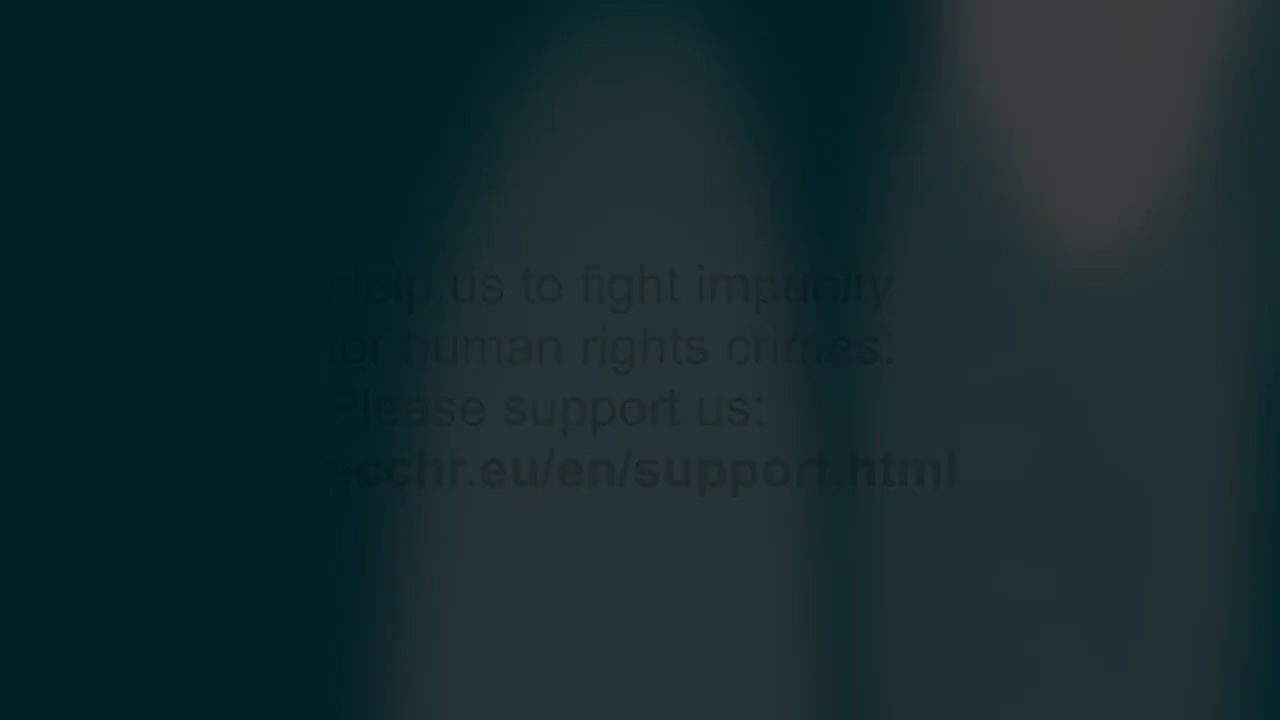 Help us to fight impunity
for human rights crimes.
Please support us:
ecchr.eu/en/support.html